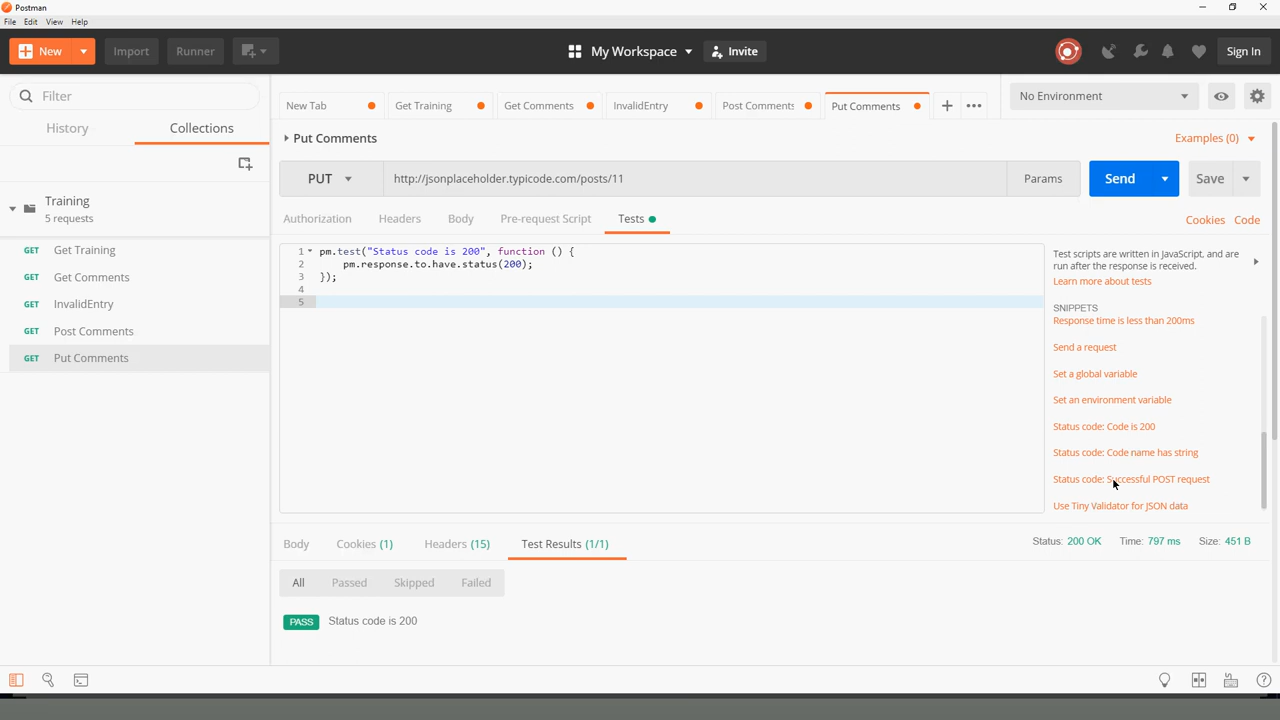 Postman
File Edit View Help
New Import Runner My Workspace Invite Sign In
Filter
History Collections
Training
5 requests
GET Get Training
GET Get Comments
GET InvalidEntry
GET Post Comments
GET Put Comments
New Tab Get Training Get Comments InvalidEntry Post Comments Put Comments No Environment
Put Comments Examples (0)
PUT http://jsonplaceholder.typicode.com/posts/11 Params Send Save
Authorization Headers Body Pre-request Script Tests Cookies Code
1 pm.test("Status code is 200", function () {
2 pm.response.to.have.status(200);
3 });
4
5
Test scripts are written in JavaScript, and are
run after the response is received.
Learn more about tests
SNIPPETS
Response time is less than 200ms
Send a request
Set a global variable
Set an environment variable
Status code: Code is 200
Status code: Code name has string
Status code: Successful POST request
Use Tiny Validator for JSON data
Body Cookies (1) Headers (15) Test Results (1/1) Status: 200 OK Time: 797 ms Size: 451 B
All Passed Skipped Failed
PASS Status code is 200